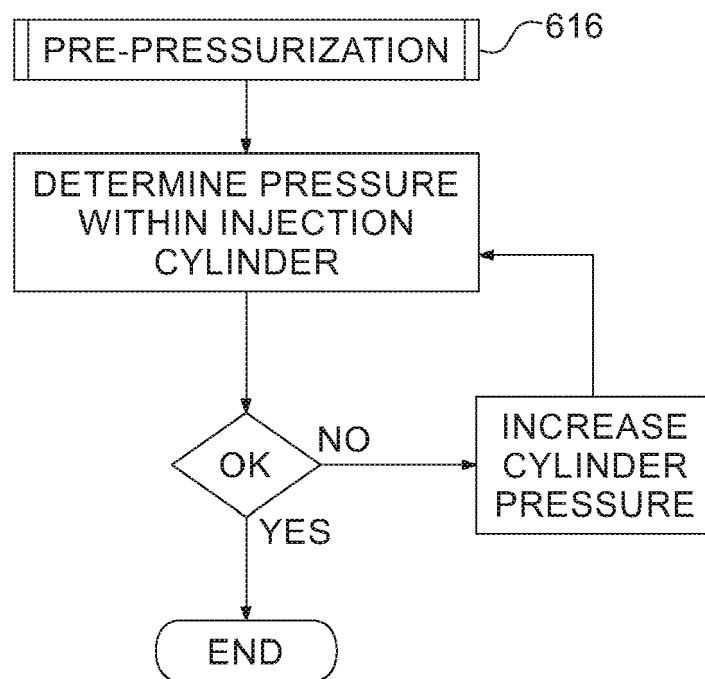 PRE-PRESSURIZATION
616
DETERMINE PRESSURE
WITHIN INJECTION
CYLINDER
OK
NO
YES
INCREASE
CYLINDER
PRESSURE
END